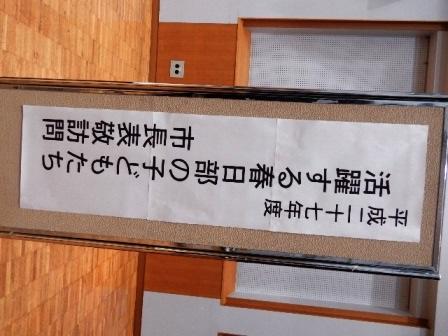 平成二十七年度
活躍する春日部の子どもたち
市長表敬訪問